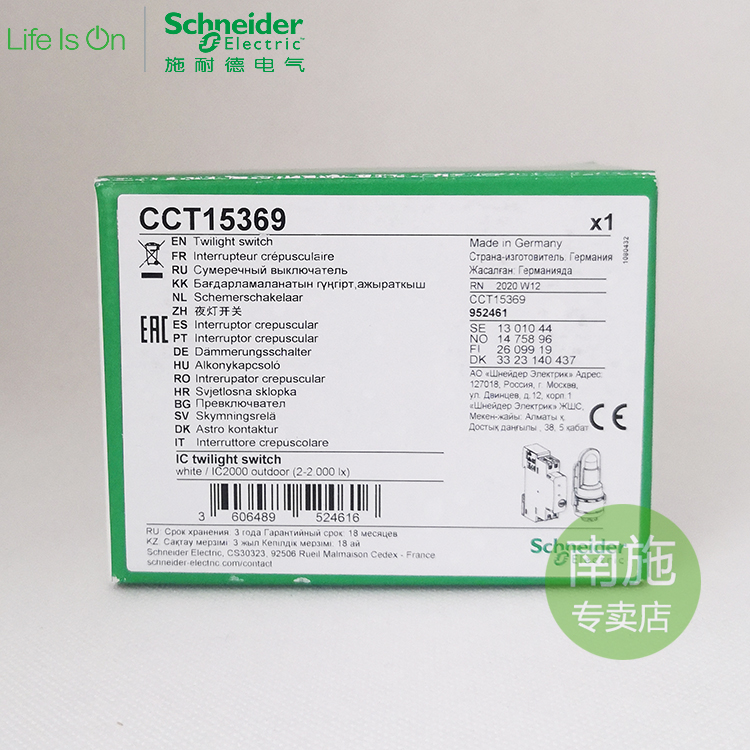 Life Is On
Schneider
Electric™
施耐德电气
CCT15369
x1
EN Twilight switch
FR Interrupteur crépusculaire
RU Сумеречный выключатель
KK Бағдарламаланатын гүңгірт,ажыратқыш
NL Schemerschakelaar
ZH 夜灯开关
ES Interruptor crepuscular
PT Interruptor crepuscular
DE Dämmerungsschalter
HU Alkonykapcsoló
RO Intrerupator crepuscular
HR Svjetlosna sklopka
BG Превключвател
SV Skymningsrelä
DA Astro kontaktur
IT Interruttore crepuscolare
EAC
IC twilight switch
white / IC2000 outdoor (2-2.000 lx)
3 606489 524616
Made in Germany
Страна-изготовитель: Германия
Жасалған: Германияда
1080432
RN 2020 W12
CCT15369
952461
SE 13 010 44
NO 14 758 96
FI 26 099 19
DK 33 23 140 437
АО «Шнейдер Электрик» Адрес:
127018, Россия, г. Москва,
ул. Двинцев, д.12, корп.1
«Шнейдер Электрик» ЖШС,
Мекен-жайы: Алматы қ.,
Достық даңғылы , 38, 5 қабат.
CE
RU. Срок хранения: 3 года Гарантийный срок: 18 месяцев
KZ. Сақтау мерзімі: 3 жыл Кепілдік мерзімі: 18 ай
Schneider Electric, CS30323, 92506 Rueil Malmaison Cedex - France
schneider-electric.com/contact
Schneider
Electric
南施
专卖店